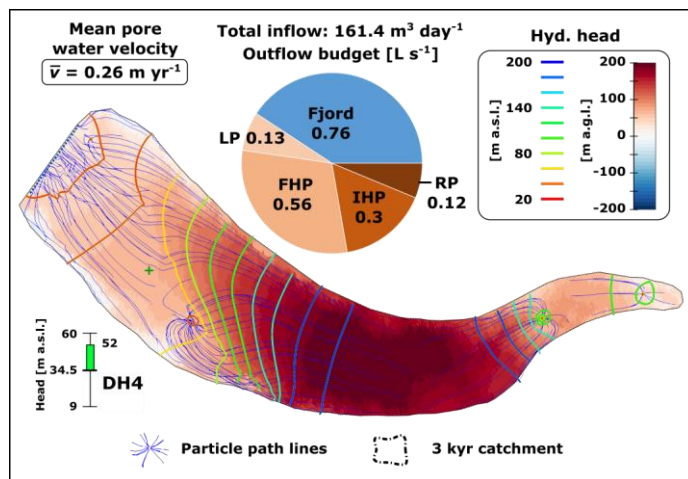 Mean pore
water velocity
v̅ = 0.26 m yr⁻¹
Total inflow: 161.4 m³ day⁻¹
Outflow budget [L s⁻¹]
Fjord
0.76
LP 0.13
FHP
0.56
IHP
0.3
RP
0.12
Hyd. head
[m a.s.l.]
200
140
80
20
[m a.g.l.]
200
100
0
-100
-200
Head [m a.s.l.]
60
52
34.5
DH4
9
Particle path lines
3 kyr catchment